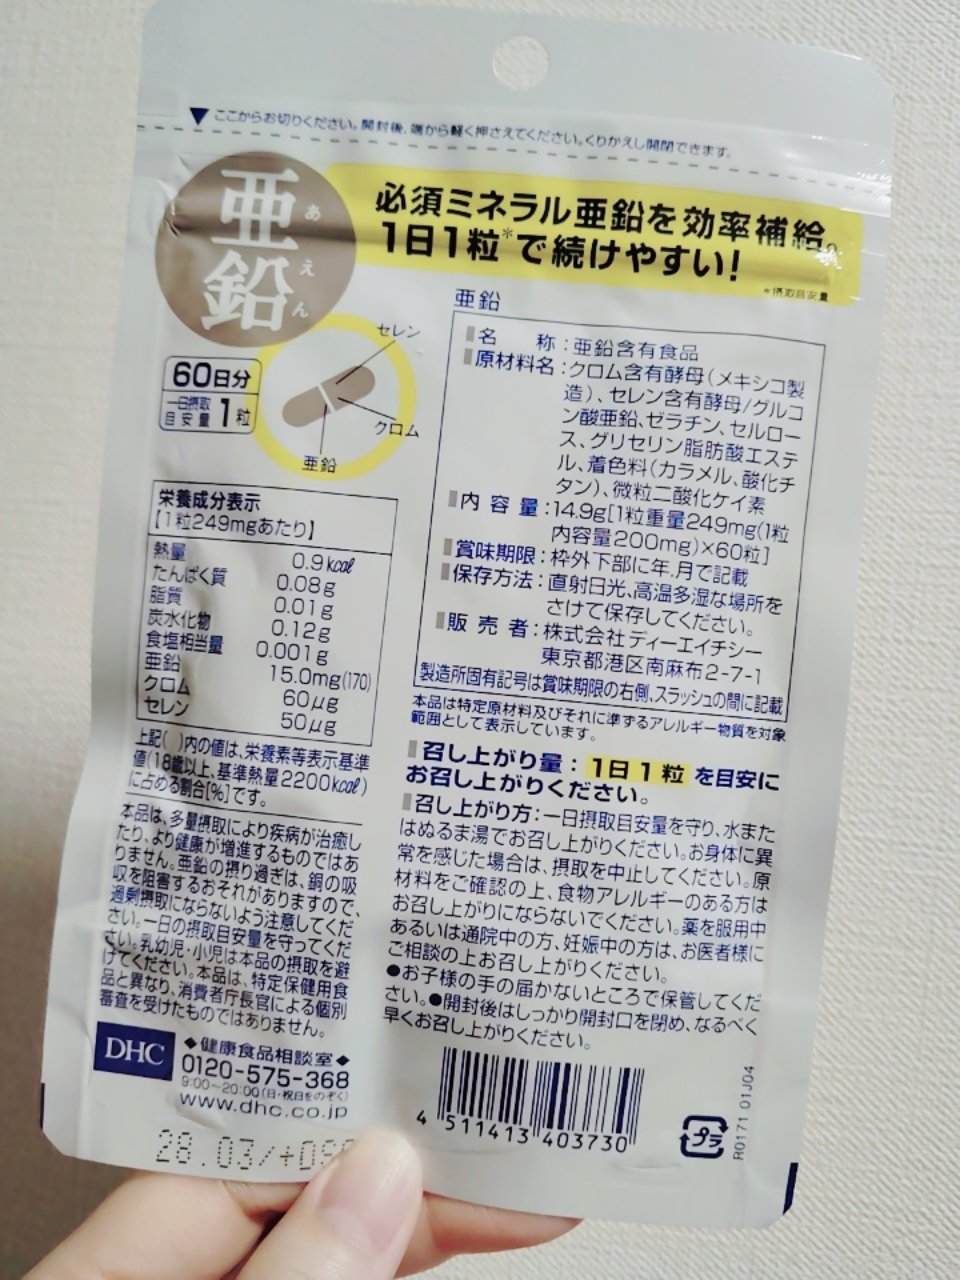 ▼ここからお切りください。開封後、端から軽く押さえてください。くりかえし開閉できます。
亜鉛
あえん
必須ミネラル亜鉛を効率補給。
1日1粒*で続けやすい!
*摂取目安量
60日分
一日摂取目安量 1粒
セレン
クロム
亜鉛
栄養成分表示
【1粒249mgあたり】
熱量 0.9kcal
たんぱく質 0.08g
脂質 0.01g
炭水化物 0.12g
食塩相当量 0.001g
亜鉛 15.0mg(170)
クロム 60μg
セレン 50μg
上記( )内の値は、栄養素等表示基準
値(18歳以上、基準熱量2200kcal)
に占める割合[%]です。
本品は、多量摂取により疾病が治癒し
たり、より健康が増進するものではあ
りません。亜鉛の摂り過ぎは、銅の吸
収を阻害するおそれがありますので、
過剰摂取にならないよう注意してくだ
さい。一日の摂取目安量を守ってくだ
さい。乳幼児・小児は本品の摂取を避
けてください。本品は、特定保健用食
品と異なり、消費者庁長官による個別
審査を受けたものではありません。
DHC
◆健康食品相談室◆
0120-575-368
9:00~20:00(日・祝日をのぞく)
www.dhc.co.jp
28.03/+
亜鉛
名称:亜鉛含有食品
原材料名:クロム含有酵母(メキシコ製
造)、セレン含有酵母/グルコ
ン酸亜鉛、ゼラチン、セルロー
ス、グリセリン脂肪酸エステ
ル、着色料(カラメル、酸化チ
タン)、微粒二酸化ケイ素
内容量:14.9g[1粒重量249mg(1粒
内容量200mg)×60粒]
賞味期限:枠外下部に年.月で記載
保存方法:直射日光、高温多湿な場所を
さけて保存してください。
販売者:株式会社ディーエイチシー
東京都港区南麻布2-7-1
製造所固有記号は賞味期限の右側、スラッシュの間に記載
本品は特定原材料及びそれに準ずるアレルギー物質を対象
範囲として表示しています。
召し上がり量:1日1粒を目安に
お召し上がりください。
召し上がり方:一日摂取目安量を守り、水また
はぬるま湯でお召し上がりください。お身体に異
常を感じた場合は、摂取を中止してください。原
材料をご確認の上、食物アレルギーのある方は
お召し上がりにならないでください。薬を服用中
あるいは通院中の方、妊娠中の方は、お医者様に
ご相談の上お召し上がりください。
●お子様の手の届かないところで保管してくだ
さい。●開封後はしっかり開封口を閉め、なるべく
早くお召し上がりください。
4 511413 403730
プラ
R0171 01J04